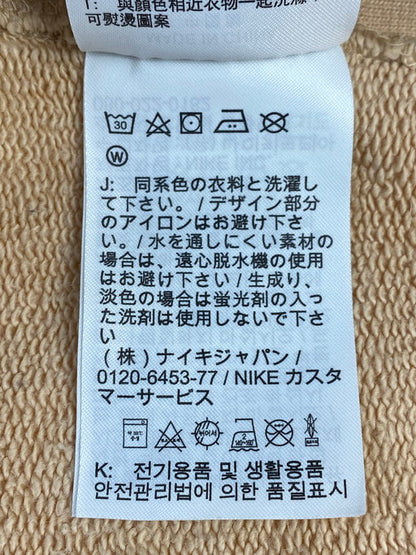 T: 與顏色相近衣物一起洗滌
可熨燙圖案
30
W
J: 同系色の衣料と洗濯し
て下さい。/ デザイン部分
のアイロンはお避け下さ
い。/ 水を通しにくい素材の
場合は、遠心脱水機の使用
はお避け下さい / 生成り、
淡色の場合は蛍光剤の入っ
た洗剤は使用しないで下さ
い
(株) ナイキジャパン /
0120-6453-77 / NIKE カスタ
マーサービス
K: 전기용품 및 생활용품
안전관리법에 의한 품질표시